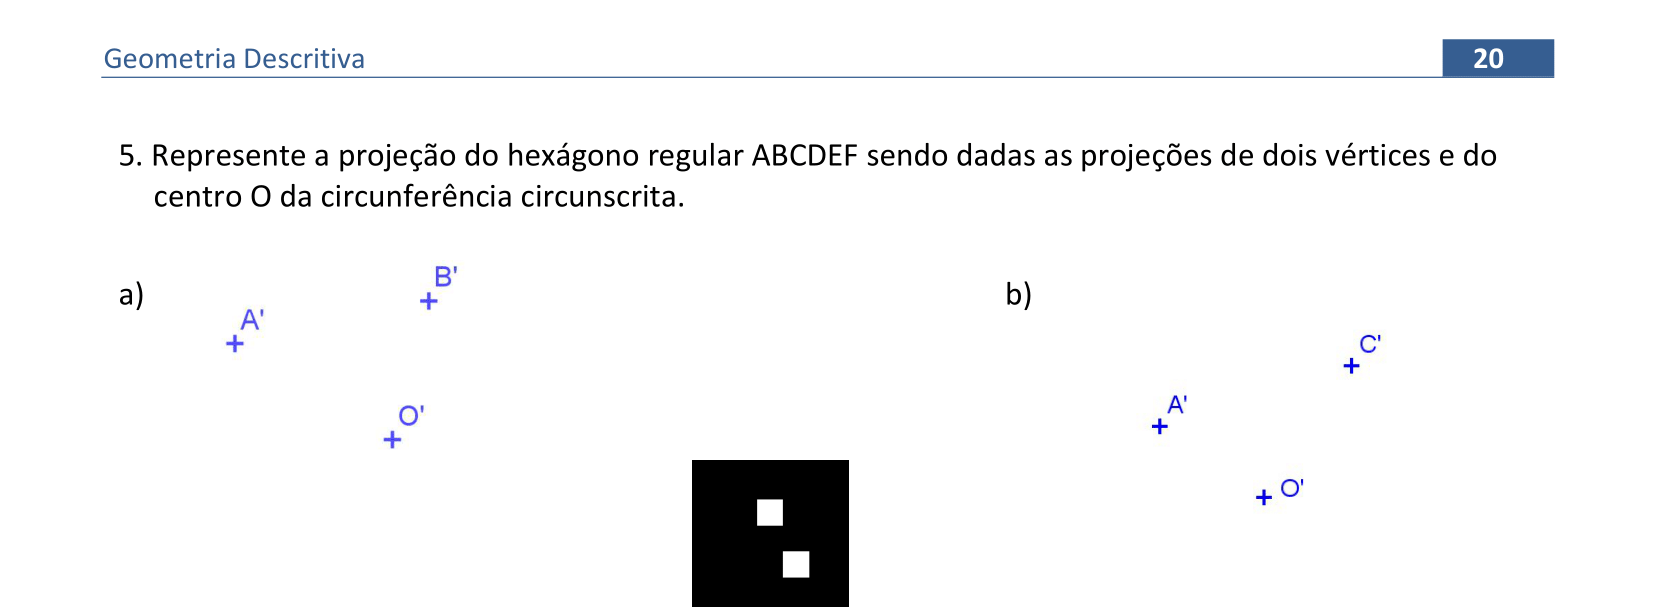 Geometria Descritiva 20
5. Represente a projeção do hexágono regular ABCDEF sendo dadas as projeções de dois vértices e do
centro O da circunferência circunscrita.
a)
B'
A'
O'
b)
C'
A'
O'